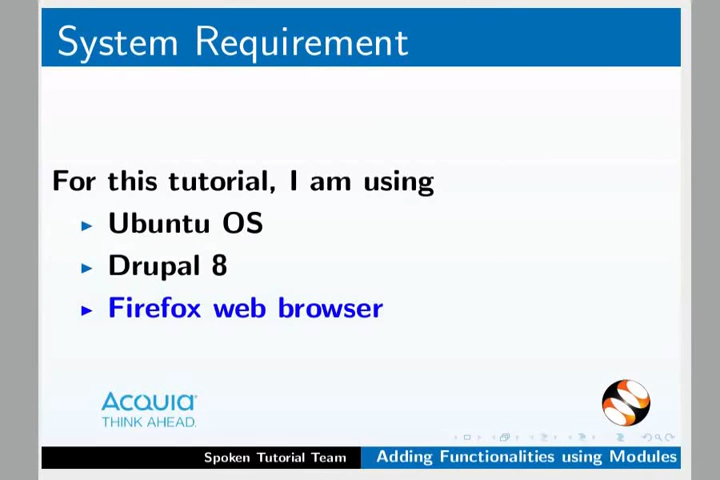 System Requirement
For this tutorial, I am using
Ubuntu OS
Drupal 8
Firefox web browser
ACQUIA
THINK AHEAD.
Spoken Tutorial Team
Adding Functionalities using Modules